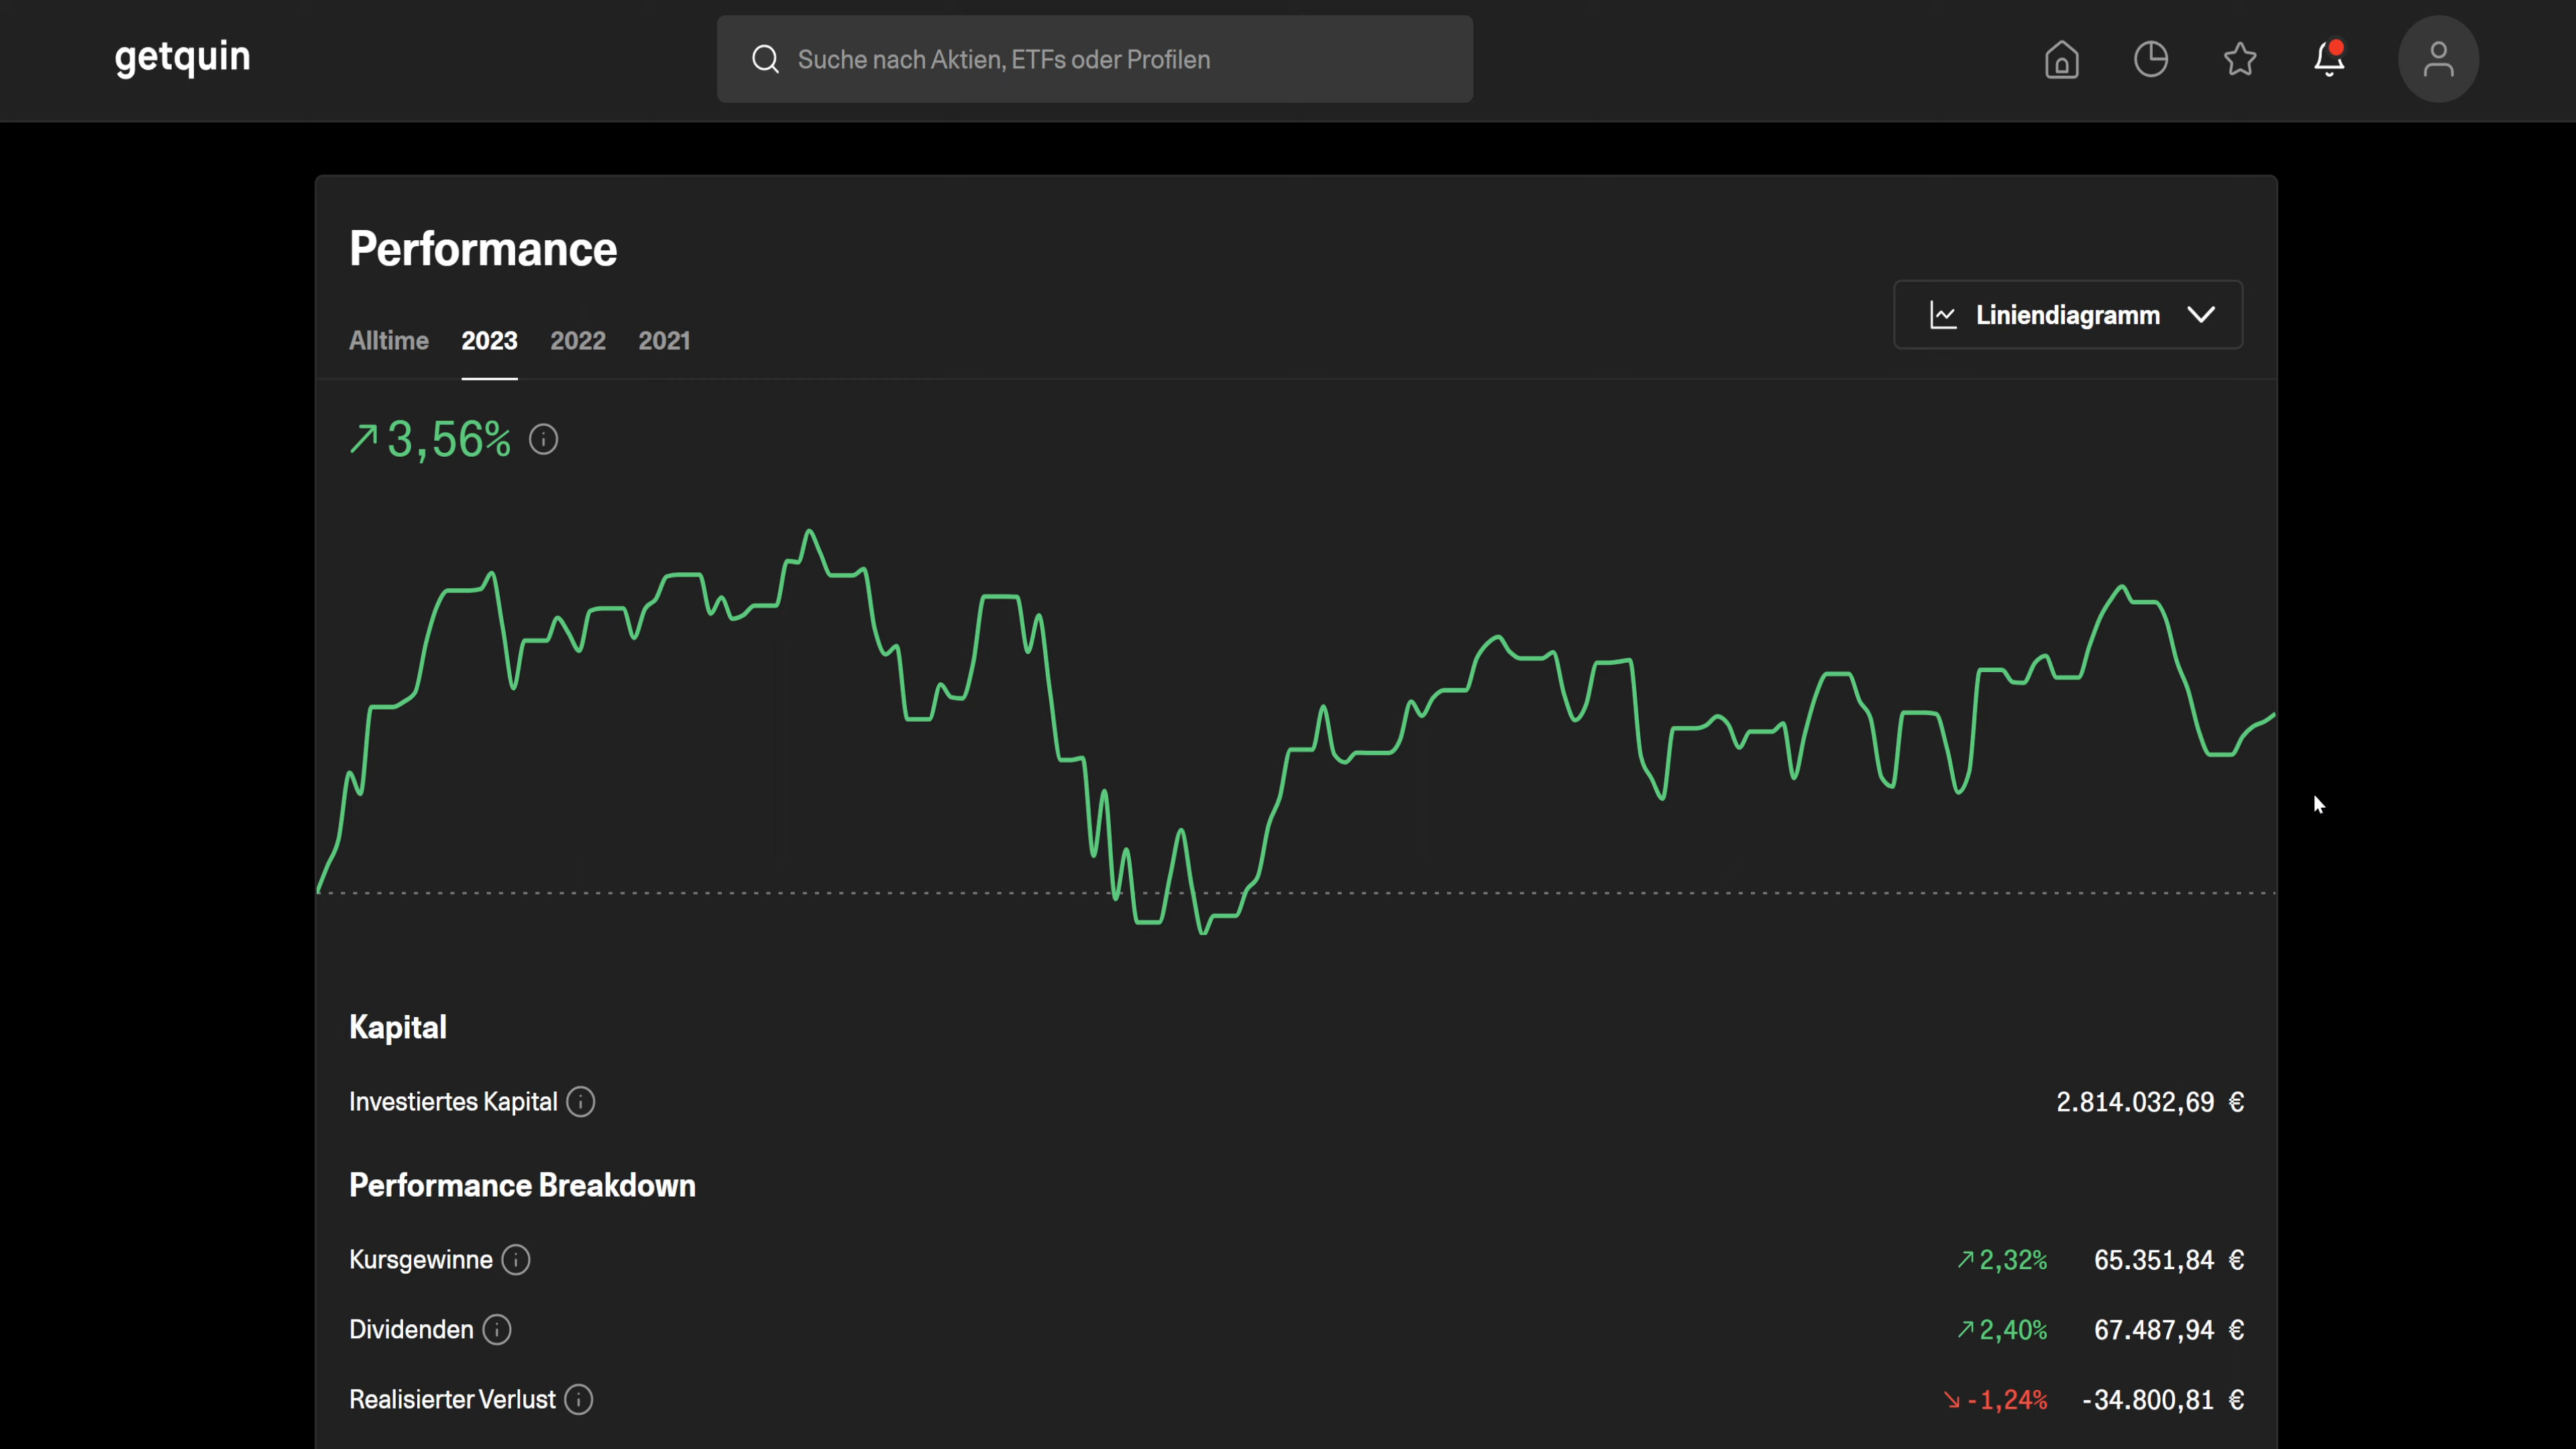 getquin
Suche nach Aktien, ETFs oder Profilen
Performance
Liniendiagramm
Alltime 2023 2022 2021
3,56%
Kapital
Investiertes Kapital 2.814.032,69 €
Performance Breakdown
Kursgewinne 2,32% 65.351,84 €
Dividenden 2,40% 67.487,94 €
Realisierter Verlust -1,24% -34.800,81 €